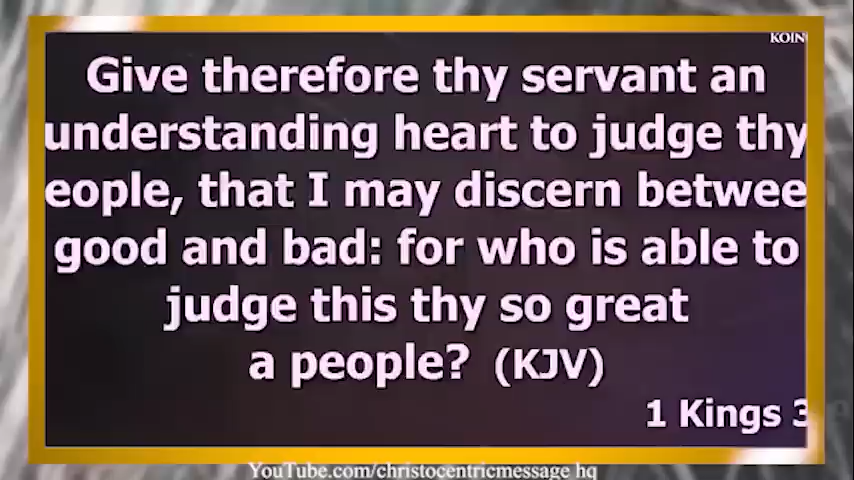 KOIN
Give therefore thy servant an
understanding heart to judge thy
eople, that I may discern betwee
good and bad: for who is able to
judge this thy so great
a people? (KJV)
1 Kings 3
YouTube.com/christocentricmessage hq